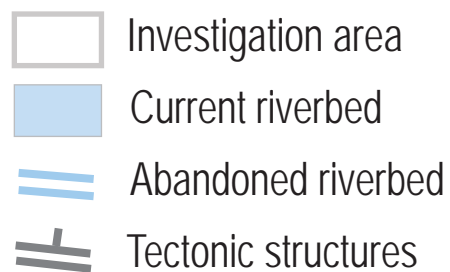 Investigation area
Current riverbed
Abandoned riverbed
Tectonic structures